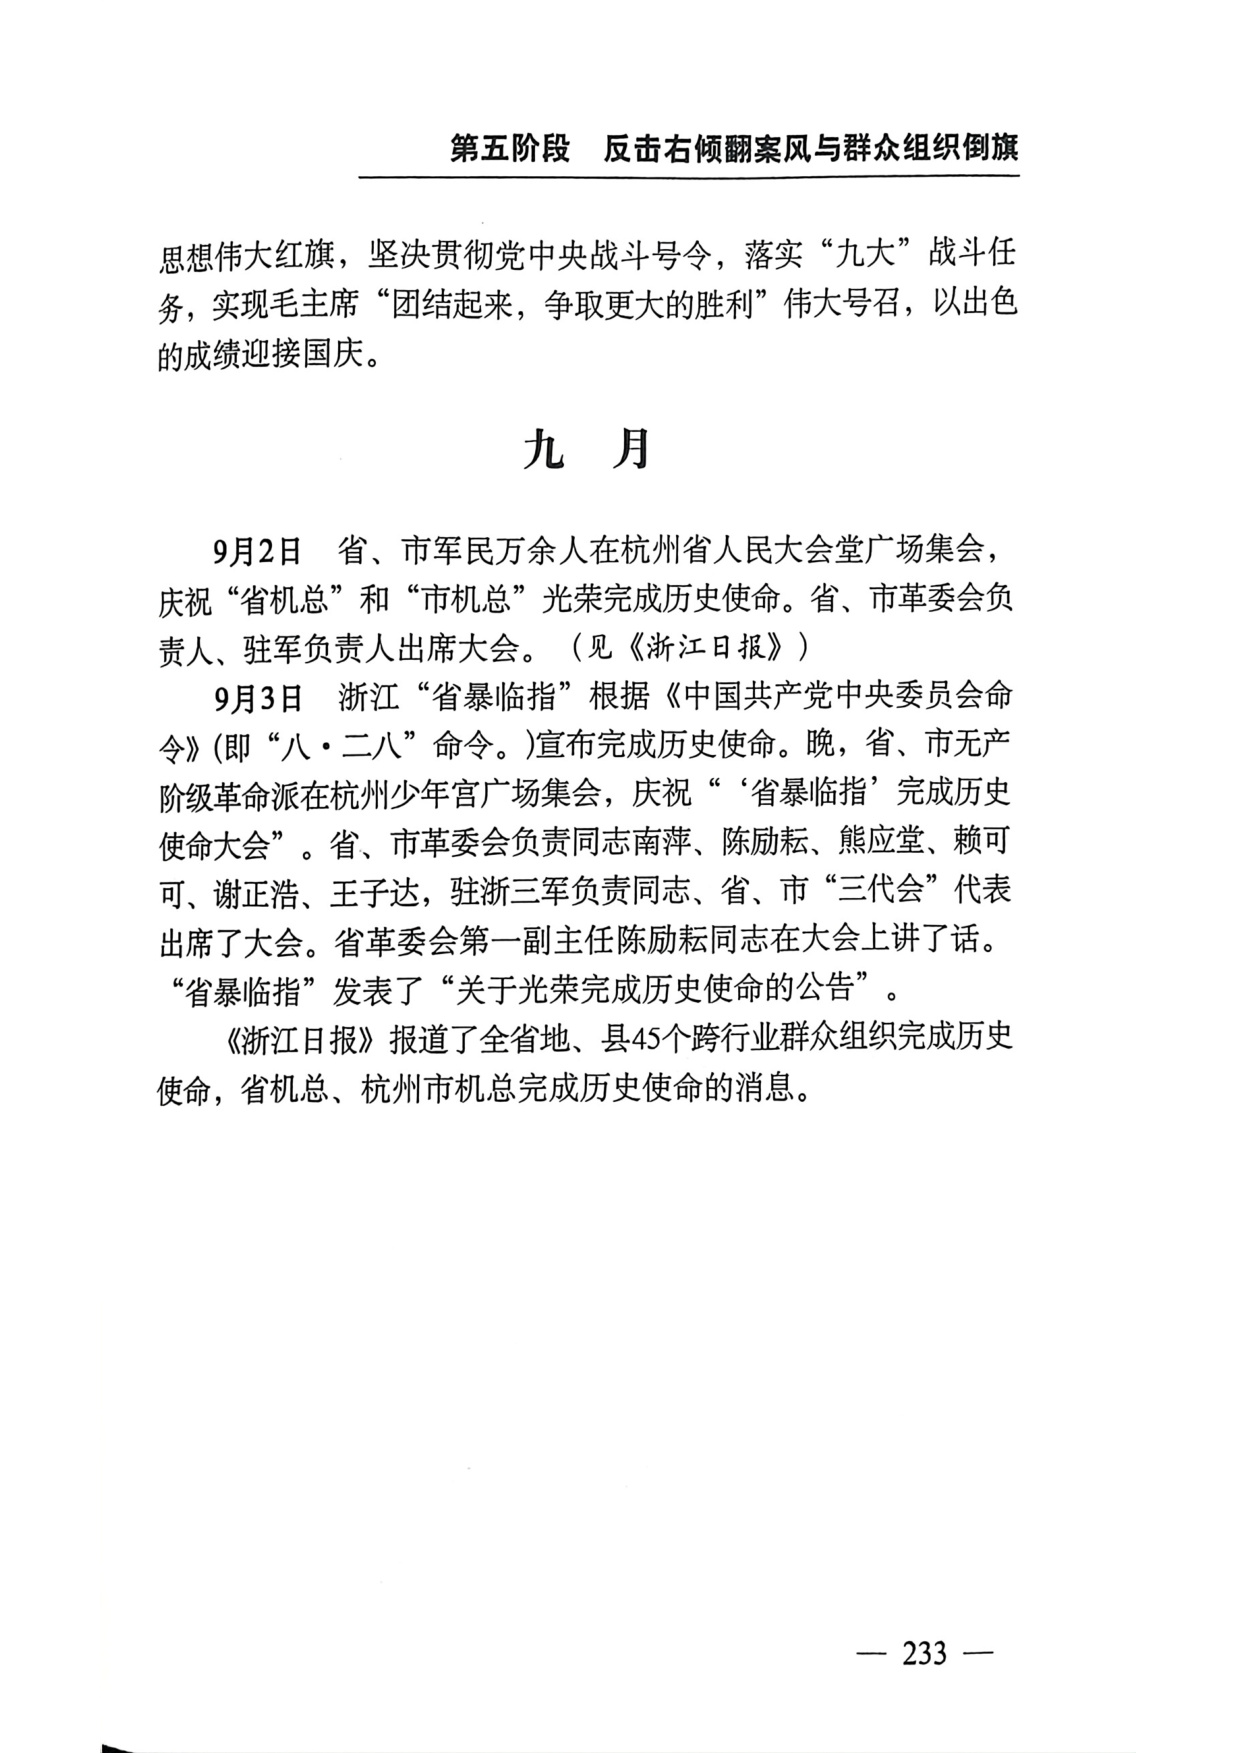 第五阶段　反击右倾翻案风与群众组织倒旗
思想伟大红旗，坚决贯彻党中央战斗号令，落实“九大”战斗任
务，实现毛主席“团结起来，争取更大的胜利”伟大号召，以出色
的成绩迎接国庆。
九　月
9月2日　省、市军民万余人在杭州省人民大会堂广场集会，
庆祝“省机总”和“市机总”光荣完成历史使命。省、市革委会负
责人、驻军负责人出席大会。（见《浙江日报》）
9月3日　浙江“省暴临指”根据《中国共产党中央委员会命
令》(即“八·二八”命令。)宣布完成历史使命。晚，省、市无产
阶级革命派在杭州少年宫广场集会，庆祝“‘省暴临指’完成历史
使命大会”。省、市革委会负责同志南萍、陈励耘、熊应堂、赖可
可、谢正浩、王子达，驻浙三军负责同志、省、市“三代会”代表
出席了大会。省革委会第一副主任陈励耘同志在大会上讲了话。
“省暴临指”发表了“关于光荣完成历史使命的公告”。
《浙江日报》报道了全省地、县45个跨行业群众组织完成历史
使命，省机总、杭州市机总完成历史使命的消息。
— 233 —